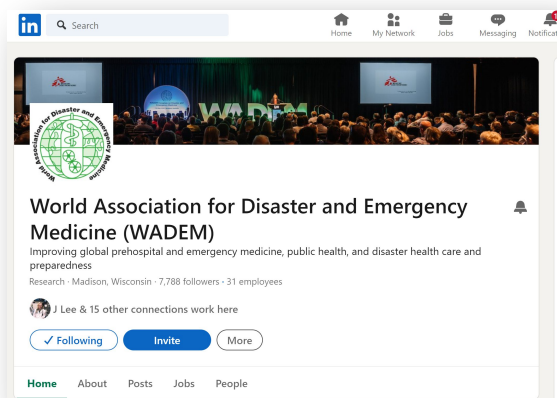 in
Search
Home
My Network
Jobs
Messaging
Notificat
WADEM
World Association for Disaster and Emergency Medicine
World Association for Disaster and Emergency
Medicine (WADEM)
Improving global prehospital and emergency medicine, public health, and disaster health care and
preparedness
Research · Madison, Wisconsin · 7,788 followers · 31 employees
J Lee & 15 other connections work here
✓ Following
Invite
More
Home
About
Posts
Jobs
People